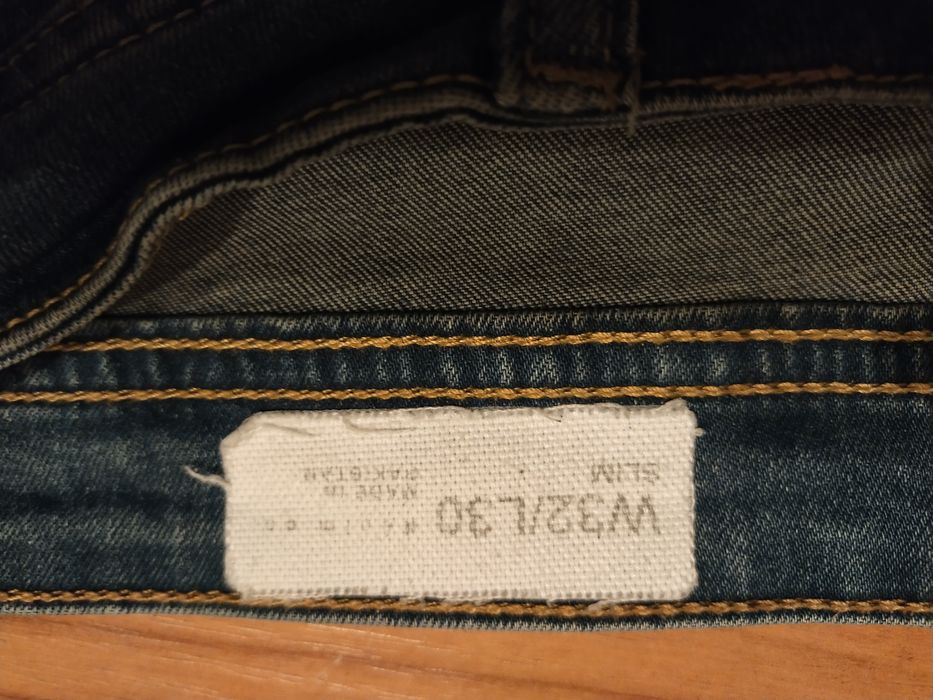 W32/L30
SLIM
MADE IN
PAKISTAN